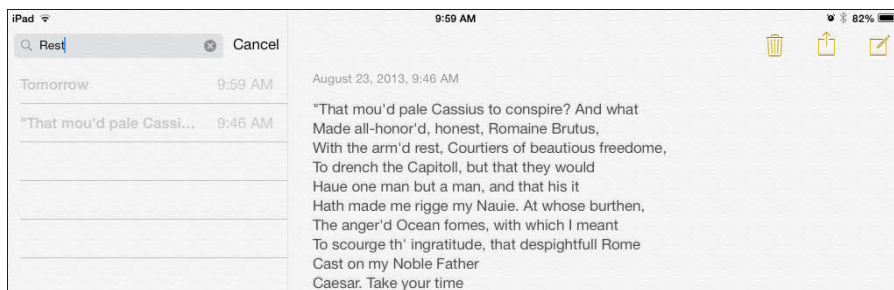 iPad 9:59 AM 82%
Rest Cancel
Tomorrow 9:59 AM
"That mou'd pale Cassi... 9:46 AM
August 23, 2013, 9:46 AM
"That mou'd pale Cassius to conspire? And what
Made all-honor'd, honest, Romaine Brutus,
With the arm'd rest, Courtiers of beautious freedome,
To drench the Capitoll, but that they would
Haue one man but a man, and that his it
Hath made me rigge my Nauie. At whose burthen,
The anger'd Ocean fomes, with which I meant
To scourge th' ingratitude, that despightfull Rome
Cast on my Noble Father
Caesar. Take your time